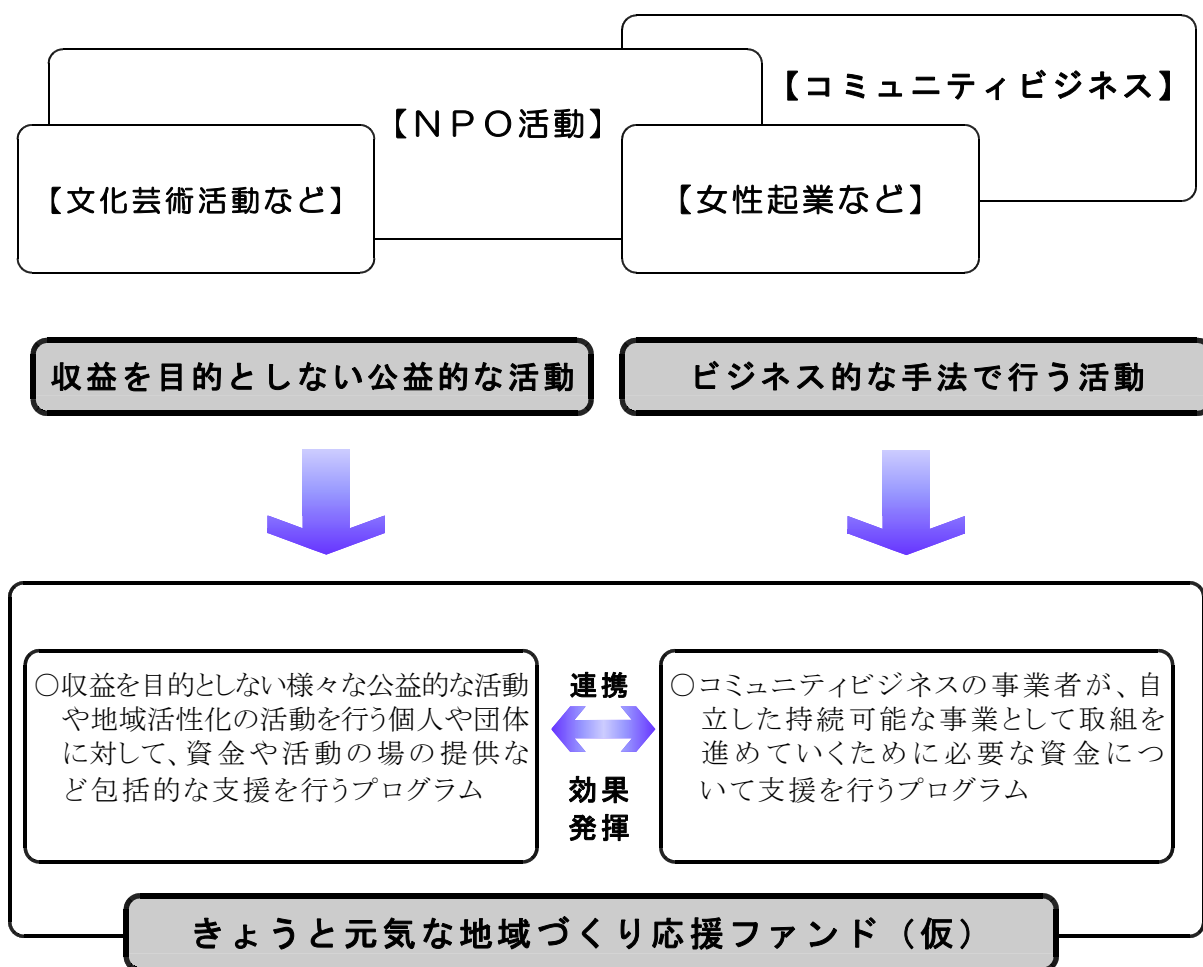 【コミュニティビジネス】
【ＮＰＯ活動】
【文化芸術活動など】
【女性起業など】
収益を目的としない公益的な活動
ビジネス的な手法で行う活動
○収益を目的としない様々な公益的な活動
や地域活性化の活動を行う個人や団体
に対して、資金や活動の場の提供な
ど包括的な支援を行うプログラム
連携
効果
発揮
○コミュニティビジネスの事業者が、自
立した持続可能な事業として取組を
進めていくために必要な資金につ
いて支援を行うプログラム
きょうと元気な地域づくり応援ファンド（仮）